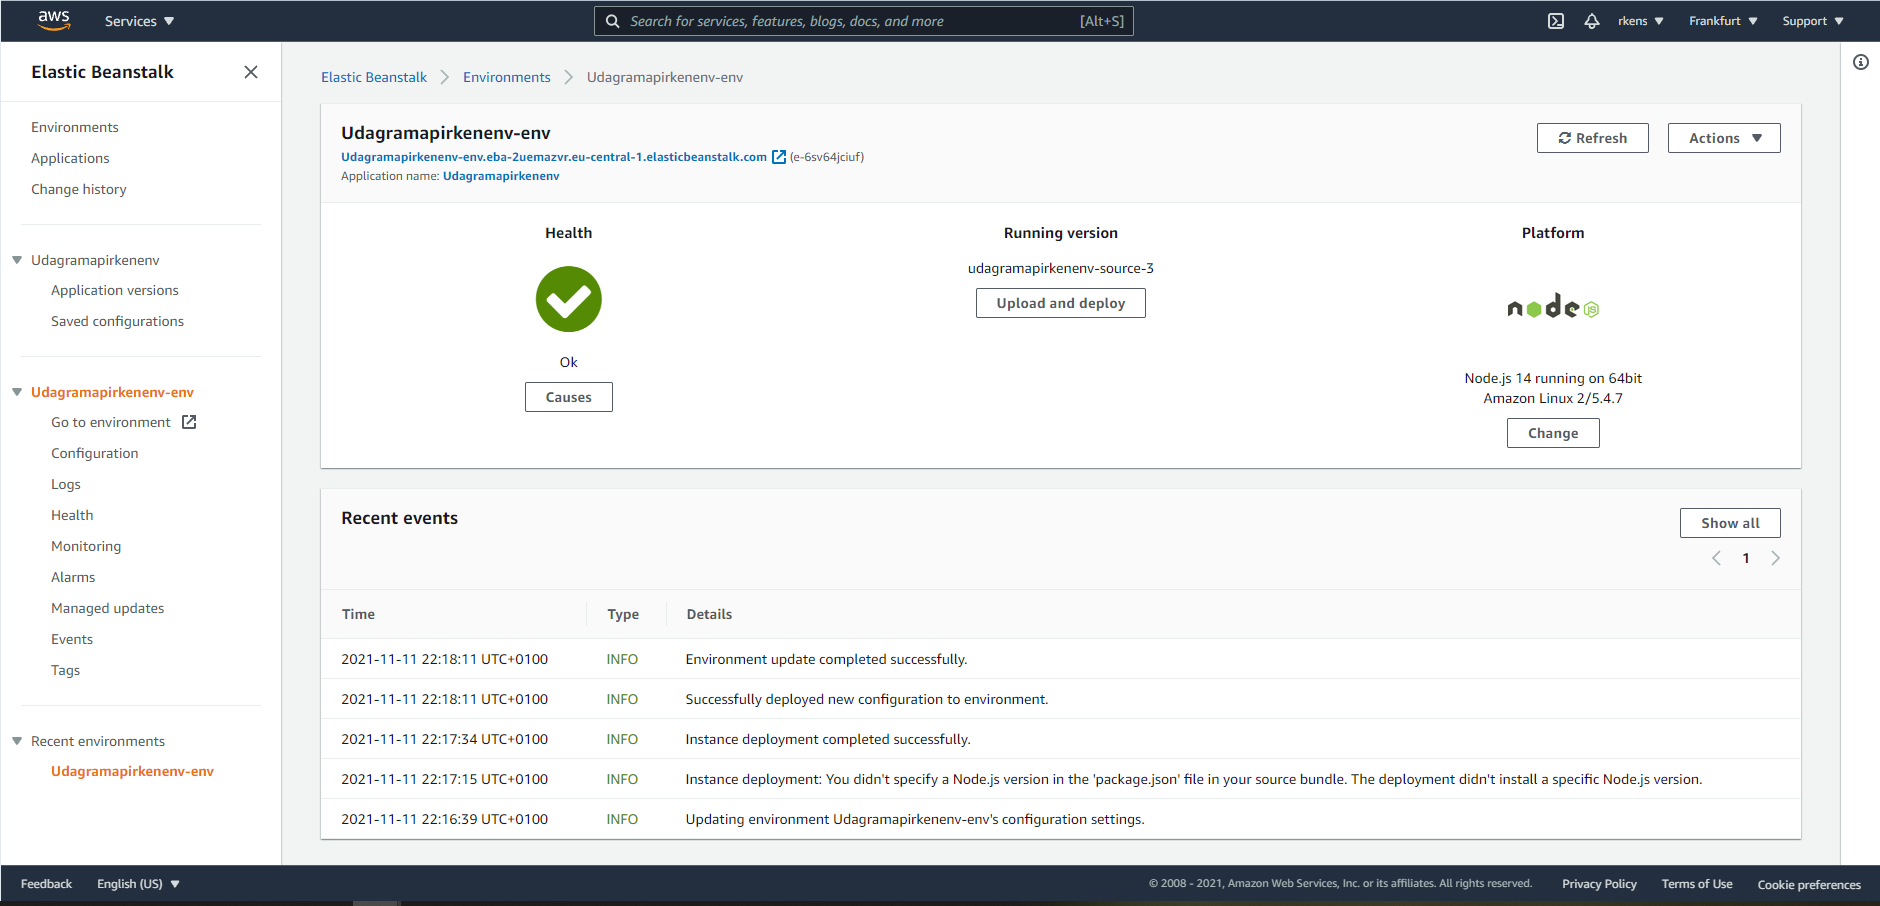 aws
Services
Search for services, features, blogs, docs, and more [Alt+S]
rkens
Frankfurt
Support
Elastic Beanstalk
Environments
Applications
Change history
Udagramapirkenenv
Application versions
Saved configurations
Udagramapirkenenv-env
Go to environment
Configuration
Logs
Health
Monitoring
Alarms
Managed updates
Events
Tags
Recent environments
Udagramapirkenenv-env
Elastic Beanstalk > Environments > Udagramapirkenenv-env
Udagramapirkenenv-env
Udagramapirkenenv-env.eba-2uemazvr.eu-central-1.elasticbeanstalk.com (e-6sv64jciuf)
Application name: Udagramapirkenenv
Refresh
Actions
Health
Ok
Causes
Running version
udagramapirkenenv-source-3
Upload and deploy
Platform
node
JS
Node.js 14 running on 64bit
Amazon Linux 2/5.4.7
Change
Recent events
Show all
1
Time Type Details
2021-11-11 22:18:11 UTC+0100 INFO Environment update completed successfully.
2021-11-11 22:18:11 UTC+0100 INFO Successfully deployed new configuration to environment.
2021-11-11 22:17:34 UTC+0100 INFO Instance deployment completed successfully.
2021-11-11 22:17:15 UTC+0100 INFO Instance deployment: You didn't specify a Node.js version in the 'package.json' file in your source bundle. The deployment didn't install a specific Node.js version.
2021-11-11 22:16:39 UTC+0100 INFO Updating environment Udagramapirkenenv-env's configuration settings.
Feedback
English (US)
© 2008 - 2021, Amazon Web Services, Inc. or its affiliates. All rights reserved.
Privacy Policy
Terms of Use
Cookie preferences